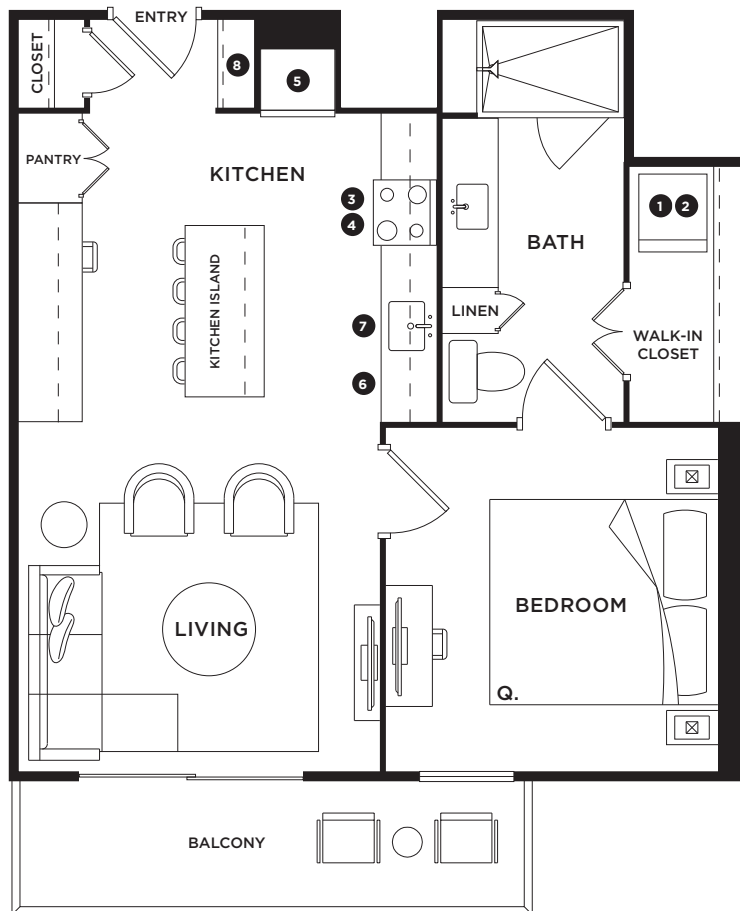 ENTRY
CLOSET
8
5
PANTRY
KITCHEN
3
4
1 2
BATH
KITCHEN ISLAND
LINEN
7
WALK-IN
CLOSET
6
BEDROOM
LIVING
Q.
BALCONY